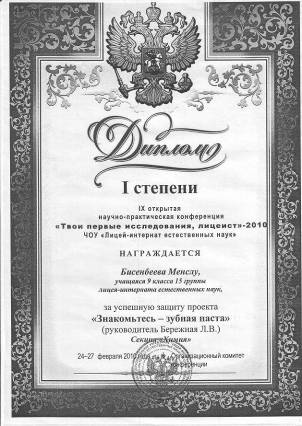 Диплом
I степени
IX открытая
научно-практическая конференция
«Твои первые исследования, лицеист»-2010
ЧОУ «Лицей-интернат естественных наук»
НАГРАЖДАЕТСЯ
Бисенбеева Менслу,
учащаяся 9 класса 15 группы
лицея-интерната естественных наук,
за успешную защиту проекта
«Знакомьтесь – зубная паста»
(руководитель Бережная Л.В.)
Секция «Химия»
24-27 февраля 2010 года Организационный комитет
конференции